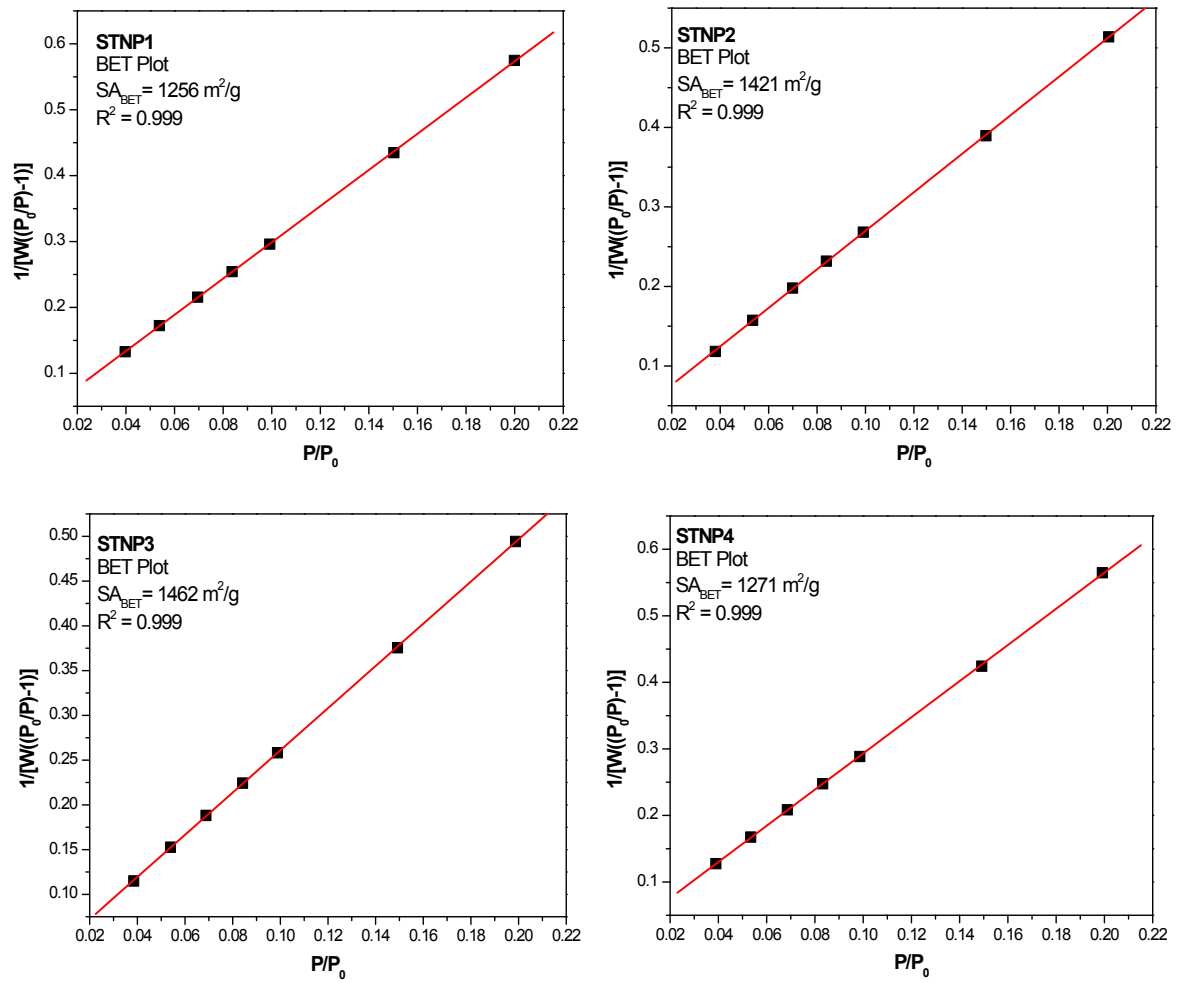 STNP1
BET Plot
SA_BET = 1256 m²/g
R² = 0.999
1/[W((P₀/P)-1)]
0.6
0.5
0.4
0.3
0.2
0.1
0.02 0.04 0.06 0.08 0.10 0.12 0.14 0.16 0.18 0.20 0.22
P/P₀
STNP2
BET Plot
SA_BET = 1421 m²/g
R² = 0.999
1/[W((P₀/P)-1)]
0.5
0.4
0.3
0.2
0.1
0.02 0.04 0.06 0.08 0.10 0.12 0.14 0.16 0.18 0.20 0.22
P/P₀
STNP3
BET Plot
SA_BET = 1462 m²/g
R² = 0.999
1/[W((P₀/P)-1)]
0.50
0.45
0.40
0.35
0.30
0.25
0.20
0.15
0.10
0.02 0.04 0.06 0.08 0.10 0.12 0.14 0.16 0.18 0.20 0.22
P/P₀
STNP4
BET Plot
SA_BET = 1271 m²/g
R² = 0.999
1/[W((P₀/P)-1)]
0.6
0.5
0.4
0.3
0.2
0.1
0.02 0.04 0.06 0.08 0.10 0.12 0.14 0.16 0.18 0.20 0.22
P/P₀